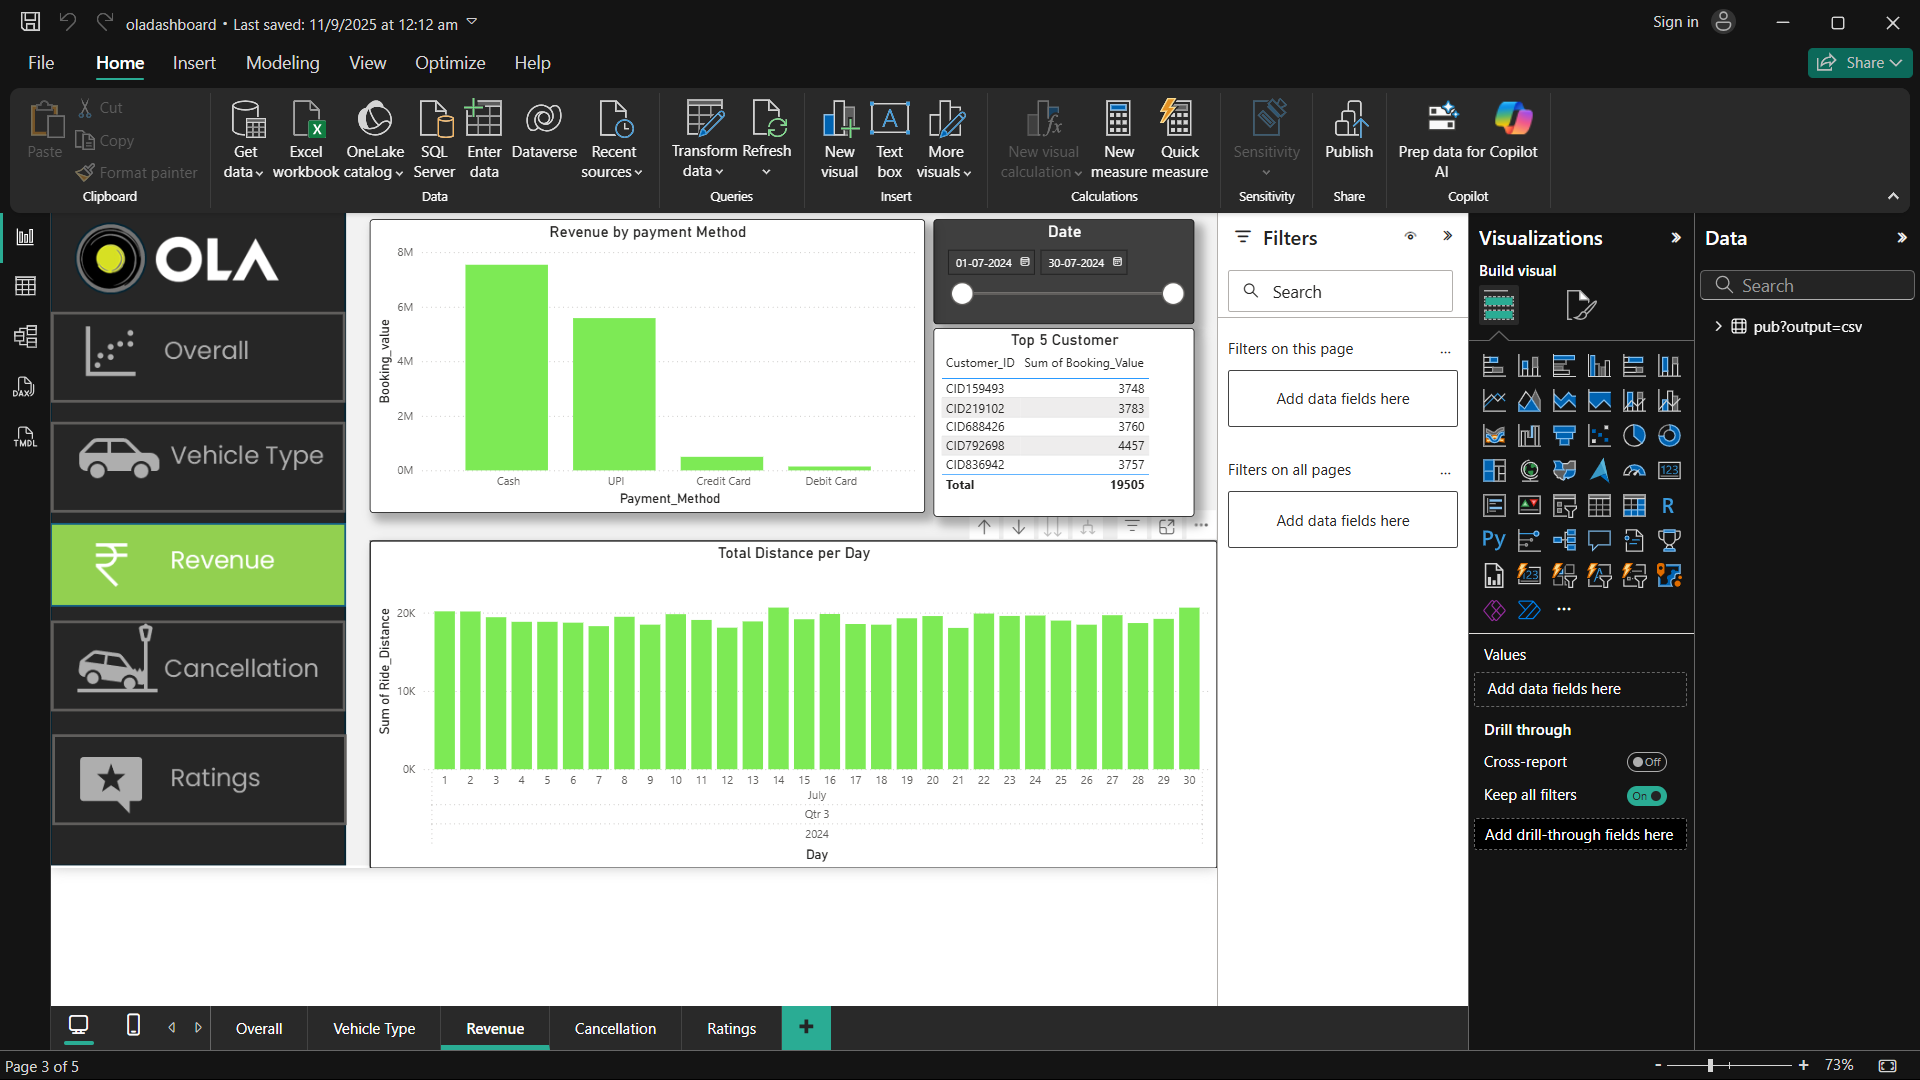 oladashboard • Last saved: 11/9/2025 at 12:12 am
Sign in
File Home Insert Modeling View Optimize Help
Share
Paste
Cut
Copy
Format painter
Clipboard
Get data
Excel workbook
OneLake catalog
SQL Server
Enter data
Dataverse
Recent sources
Data
Transform data
Refresh
Queries
New visual
Text box
More visuals
Insert
New visual calculation
New measure
Quick measure
Calculations
Sensitivity
Sensitivity
Publish
Share
Prep data for AI
Copilot
Copilot
DAX
TMDL
OLA
Overall
Vehicle Type
Revenue
Cancellation
Ratings
Revenue by payment Method
Booking_value
8M
6M
4M
2M
0M
Cash UPI Credit Card Debit Card
Payment_Method
Date
01-07-2024 30-07-2024
Top 5 Customer
Customer_ID Sum of Booking_Value
CID159493 3748
CID219102 3783
CID688426 3760
CID792698 4457
CID836942 3757
Total 19505
Total Distance per Day
Sum of Ride_Distance
20K
10K
0K
1 2 3 4 5 6 7 8 9 10 11 12 13 14 15 16 17 18 19 20 21 22 23 24 25 26 27 28 29 30
July
Qtr 3
2024
Day
Filters
Search
Filters on this page ...
Add data fields here
Filters on all pages ...
Add data fields here
Visualizations
Build visual
123
R
Py
123
Values
Add data fields here
Drill through
Cross-report Off
Keep all filters On
Add drill-through fields here
Data
Search
pub?output=csv
Overall Vehicle Type Revenue Cancellation Ratings +
Page 3 of 5
- + 73%